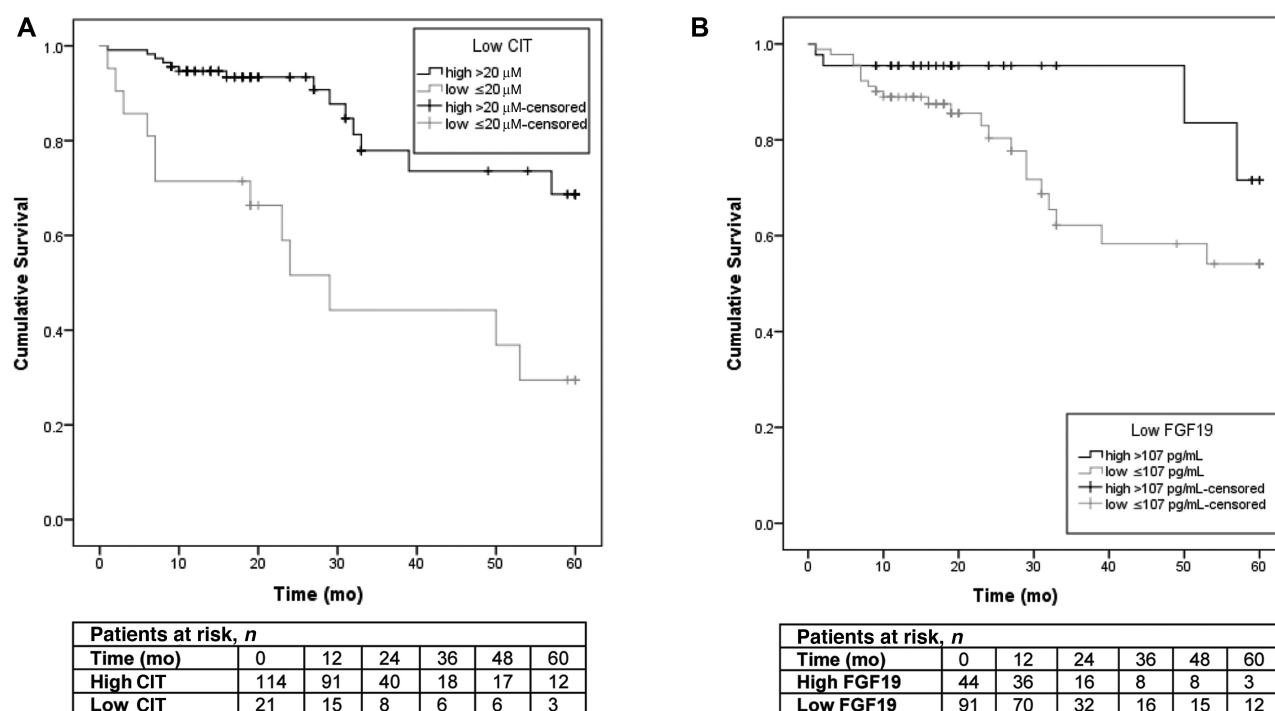 A
Low CIT
high >20 μM
low ≤20 μM
high >20 μM-censored
low ≤20 μM-censored
Cumulative Survival
1.0
0.8
0.6
0.4
0.2
0.0
0 10 20 30 40 50 60
Time (mo)
Patients at risk, n
Time (mo) 0 12 24 36 48 60
High CIT 114 91 40 18 17 12
Low CIT 21 15 8 6 6 3
B
Low FGF19
high >107 pg/mL
low ≤107 pg/mL
high >107 pg/mL-censored
low ≤107 pg/mL-censored
Cumulative Survival
1.0
0.8
0.6
0.4
0.2
0.0
0 10 20 30 40 50 60
Time (mo)
Patients at risk, n
Time (mo) 0 12 24 36 48 60
High FGF19 44 36 16 8 8 3
Low FGF19 91 70 32 16 15 12